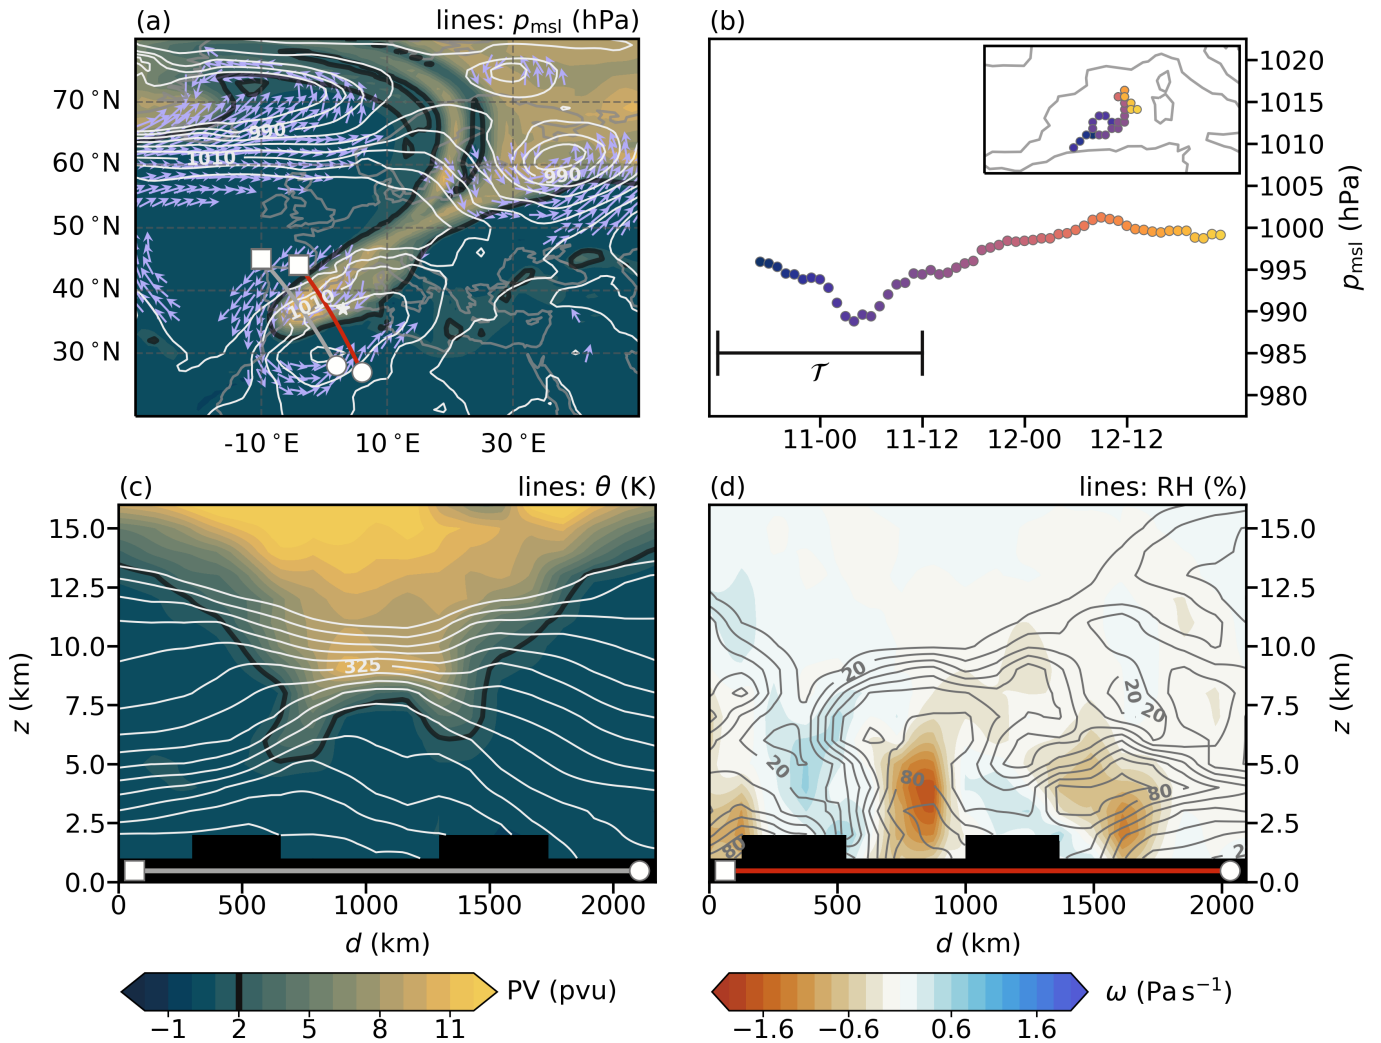 (a) lines: pmsl (hPa)
70 °N
60 °N
50 °N
40 °N
30 °N
990
1010
990
1010
-10 °E 10 °E 30 °E
(b)
1020
1015
1010
1005
1000
995
990
985
980
pmsl (hPa)
𝒯
11-00 11-12 12-00 12-12
(c) lines: θ (K)
15.0
12.5
10.0
7.5
5.0
2.5
0.0
z (km)
325
0 500 1000 1500 2000
d (km)
(d) lines: RH (%)
15.0
12.5
10.0
7.5
5.0
2.5
0.0
z (km)
20
20
20
20
80
80
80
2
0 500 1000 1500 2000
d (km)
−1 2 5 8 11
PV (pvu)
−1.6 −0.6 0.6 1.6
ω (Pa s⁻¹)